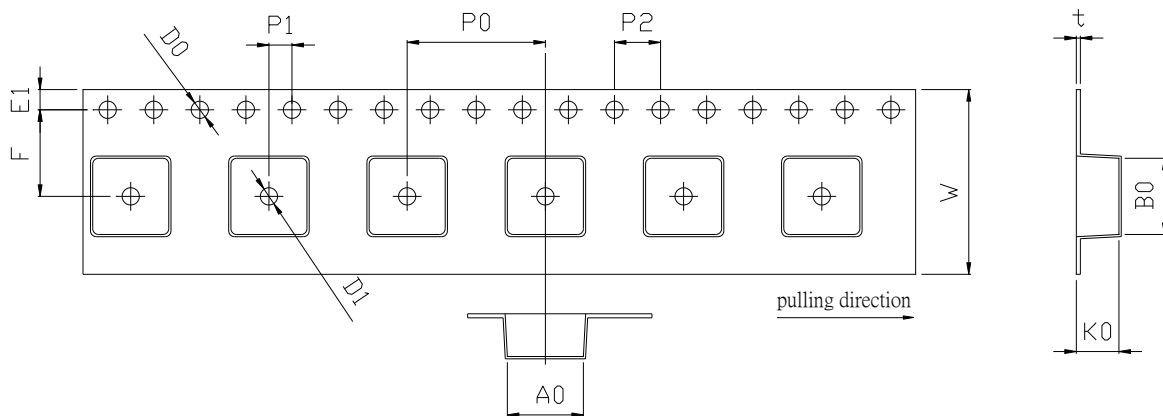 P1
P0
P2
t
D0
E1
F
W
B0
D1
pulling direction
K0
A0